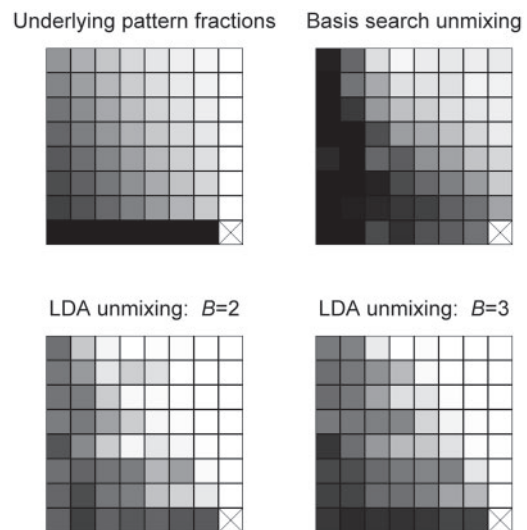 Underlying pattern fractions
Basis search unmixing
LDA unmixing: B=2
LDA unmixing: B=3